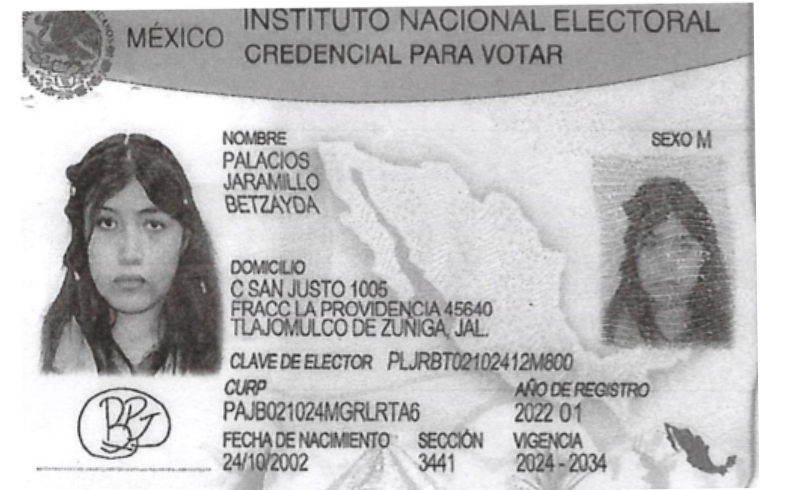 MÉXICO
INSTITUTO NACIONAL ELECTORAL
CREDENCIAL PARA VOTAR
NOMBRE
PALACIOS
JARAMILLO
BETZAYDA
SEXO M
DOMICILIO
C SAN JUSTO 1005
FRACC LA PROVIDENCIA 45640
TLAJOMULCO DE ZUÑIGA, JAL.
CLAVE DE ELECTOR PLJRBT02102412M800
CURP
PAJB021024MGRLRTA6
AÑO DE REGISTRO
2022 01
FECHA DE NACIMIENTO
24/10/2002
SECCIÓN
3441
VIGENCIA
2024 - 2034